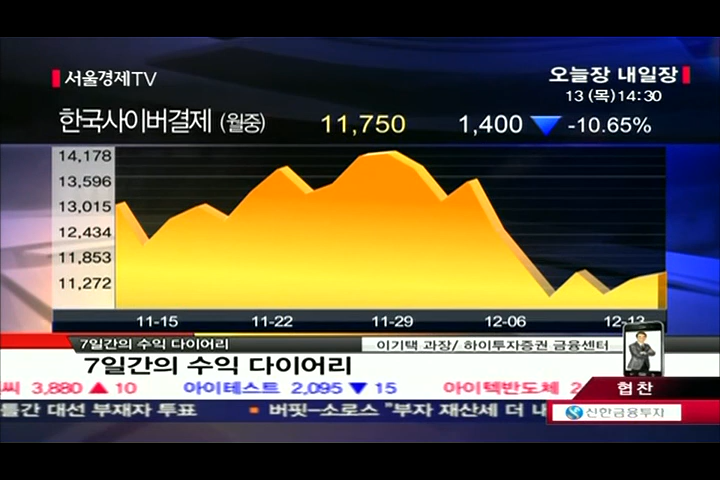 서울경제TV
오늘장 내일장
13 (목)14:30
한국사이버결제 (월중) 11,750 1,400 ▼ -10.65%
14,178
13,596
13,015
12,434
11,853
11,272
11-15 11-22 11-29 12-06 12-13
7일간의 수익 다이어리
이기택 과장/ 하이투자증권 금융센터
7일간의 수익 다이어리
씨 3,880 ▲ 10 아이테스트 2,095 ▼ 15 아이텍반도체 2
협찬
틀간 대선 부재자 투표 버핏-소로스 "부자 재산세 더 내
신한금융투자